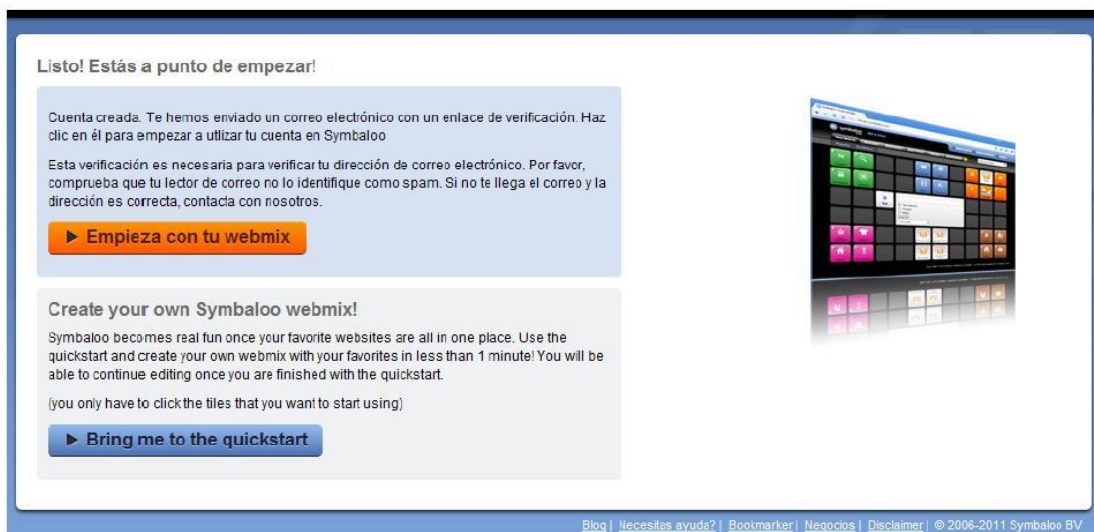 Listo! Estás a punto de empezar!
Cuenta creada. Te hemos enviado un correo electrónico con un enlace de verificación. Haz
clic en él para empezar a utlizar tu cuenta en Symbaloo
Esta verificación es necesaria para verificar tu dirección de correo electrónico. Por favor,
comprueba que tu lector de correo no lo identifique como spam. Si no te llega el correo y la
dirección es correcta, contacta con nosotros.
Empieza con tu webmix
Create your own Symbaloo webmix!
Symbaloo becomes real fun once your favorite websites are all in one place. Use the
quickstart and create your own webmix with your favorites in less than 1 minute! You will be
able to continue editing once you are finished with the quickstart.
(you only have to click the tiles that you want to start using)
Bring me to the quickstart
Blog | Necesitas ayuda? | Bookmarker | Negocios | Disclaimer | © 2006-2011 Symbaloo BV